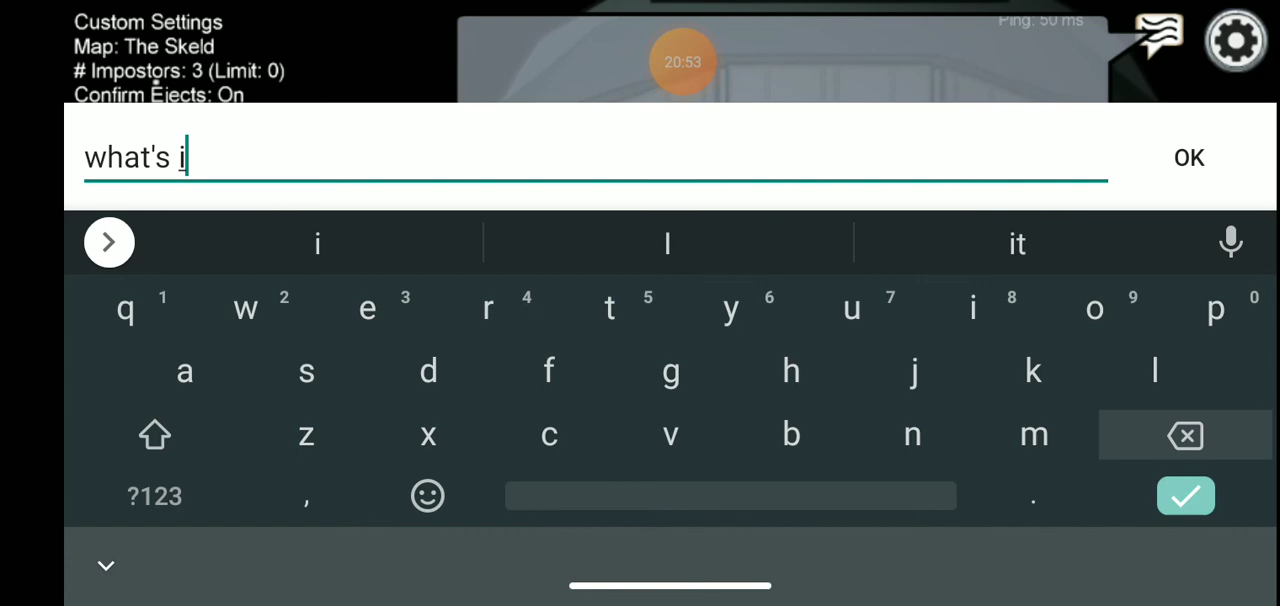 Custom Settings
Map: The Skeld
# Impostors: 3 (Limit: 0)
Confirm Ejects: On
Ping: 50 ms
20:53
what's i
OK
i I it
q 1 w 2 e 3 r 4 t 5 y 6 u 7 i 8 o 9 p 0
a s d f g h j k l
z x c v b n m
?123 , .